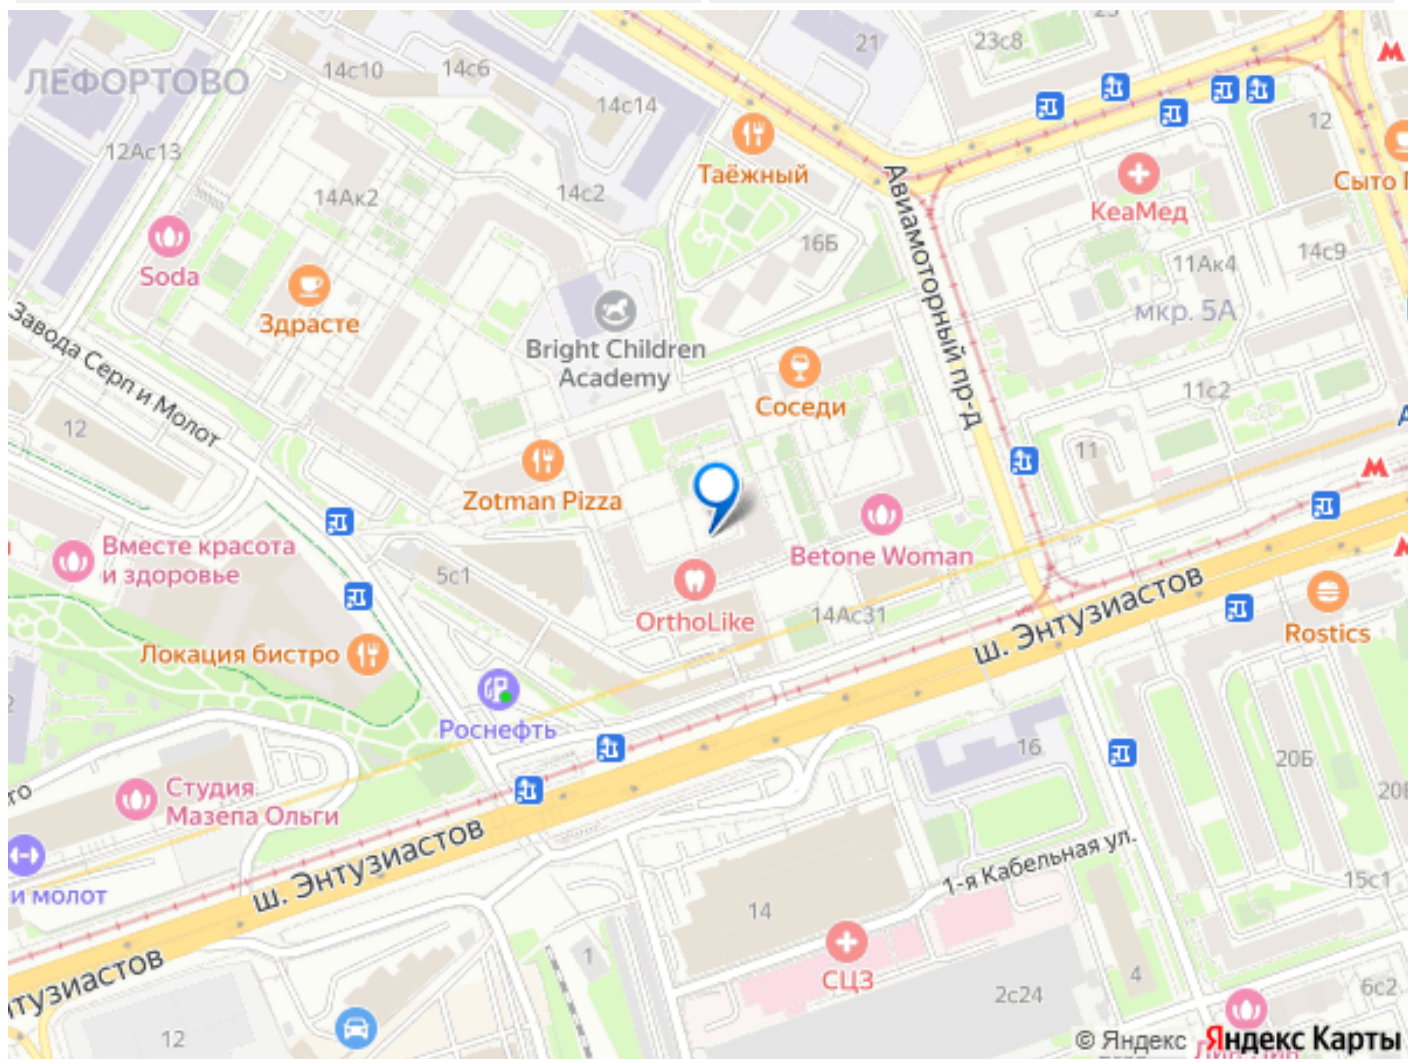 21
23с8
ЛЕФОРТОВО
14с10
14с6
14с14
12
12Ас13
Таёжный
Сыто
КеаМед
14Ак2
14с2
Авиамоторный пр-д
16Б
14с9
Soda
11Ак4
Здрасте
мкр. 5А
Завода Серп и Молот
Bright Children
Academy
11с2
Соседи
12
11
Zotman Pizza
Вместе красота
и здоровье
Betone Woman
5с1
OrthoLike
14Ас31
ш. Энтузиастов
Rostics
Локация бистро
Роснефть
16
20Б
Студия
Мазепа Ольги
ш. Энтузиастов
1-я Кабельная ул.
и молот
15с1
14
1
СЦЗ
4
2с24
6с2
12
© Яндекс Яндекс Карты